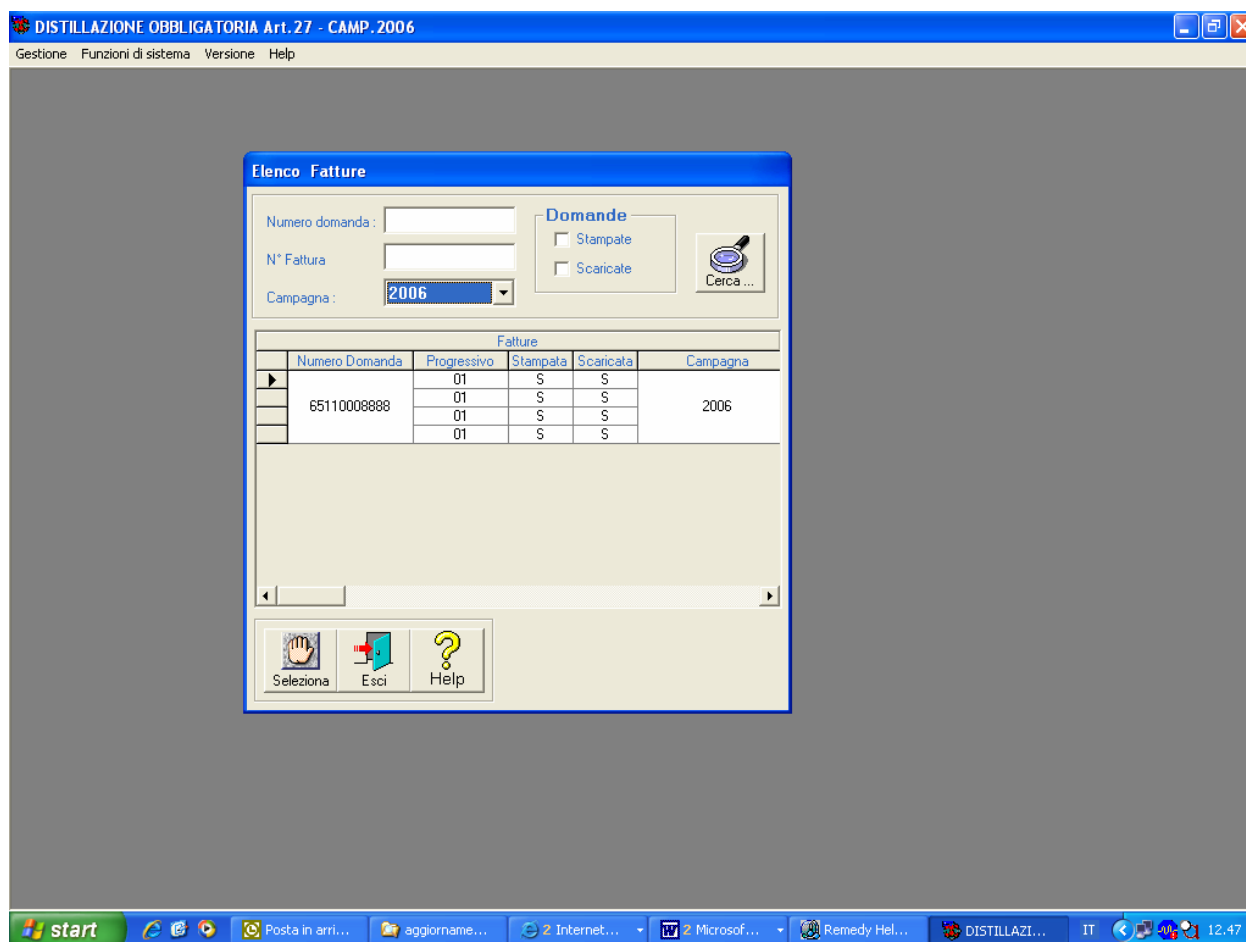 DISTILLAZIONE OBBLIGATORIA Art.27 - CAMP.2006
Gestione Funzioni di sistema Versione Help
Elenco Fatture
Numero domanda :
N° Fattura
Campagna : 2006
Domande
Stampate
Scaricate
Cerca ...
Fatture
Numero Domanda Progressivo Stampata Scaricata Campagna
01 S S
65110008888 01 S S 2006
01 S S
01 S S
Seleziona Esci Help
start Posta in arri... aggiorname... 2 Internet... 2 Microsof... Remedy Hel... DISTILLAZI... IT 12.47